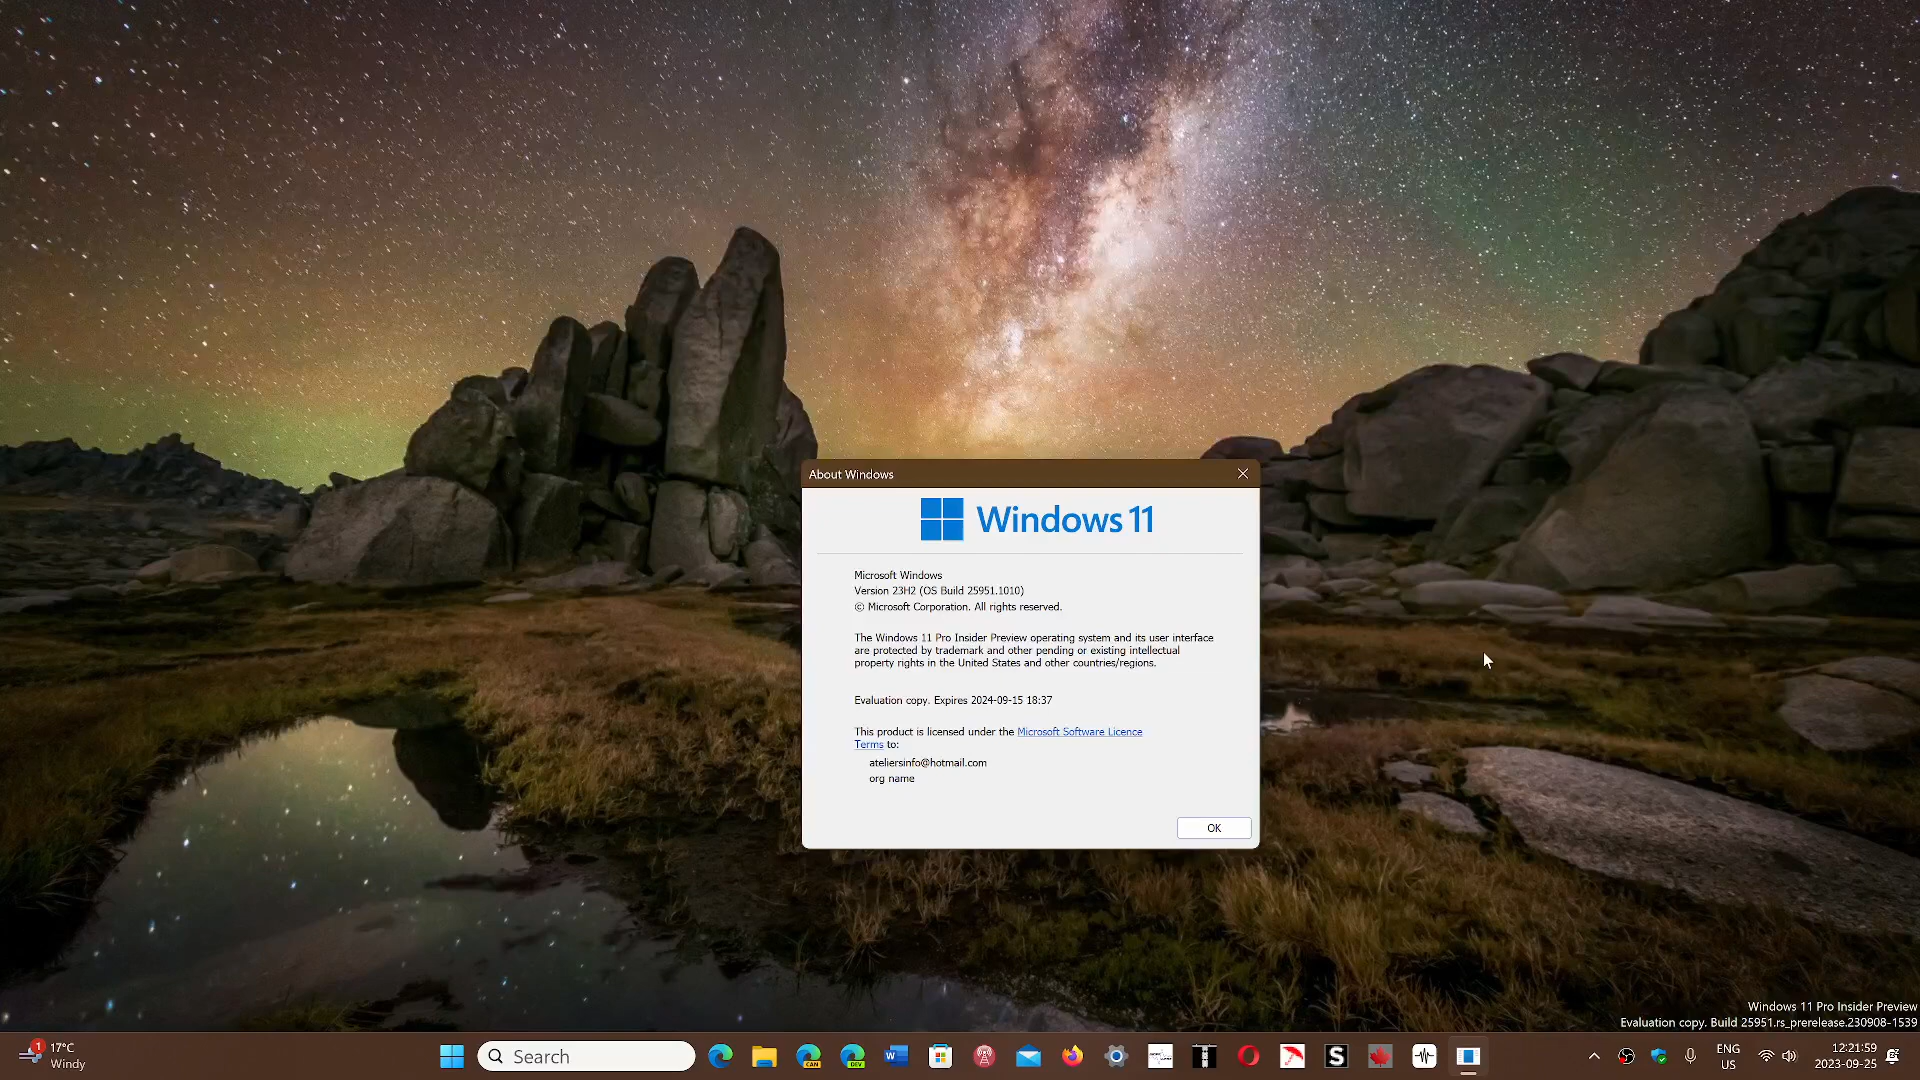 About Windows
Windows 11
Microsoft Windows
Version 23H2 (OS Build 25951.1010)
© Microsoft Corporation. All rights reserved.
The Windows 11 Pro Insider Preview operating system and its user interface
are protected by trademark and other pending or existing intellectual
property rights in the United States and other countries/regions.
Evaluation copy. Expires 2024-09-15 18:37
This product is licensed under the Microsoft Software Licence
Terms to:
ateliersinfo@hotmail.com
org name
OK
Windows 11 Pro Insider Preview
Evaluation copy. Build 25951.rs_prerelease.230908-1539
1
17°C
Windy
Search
CAN
DEV
W
S
ENG
US
12:21:59
2023-09-25